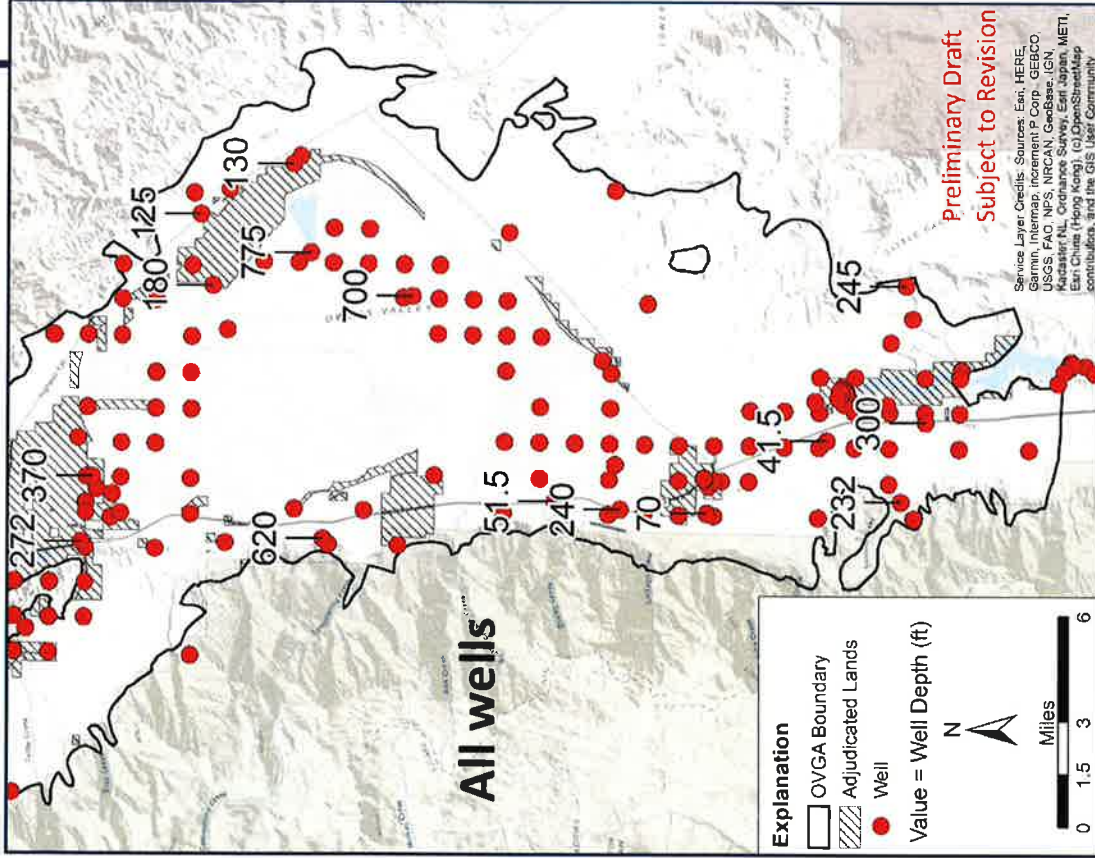 272
370
180
125
130
775
700
620
OWENS VALLEY
51.5
240
70
41.5
300
232
245
All wells
Preliminary Draft
Subject to Revision
Explanation
OVGA Boundary
Adjudicated Lands
Well
Value = Well Depth (ft)
N
Miles
0 1.5 3 6
Service Layer Credits: Sources: Esri, HERE,
Garmin, Intermap, increment P Corp., GEBCO,
USGS, FAO, NPS, NRCAN, GeoBase, IGN,
Kadaster NL, Ordnance Survey, Esri Japan, METI,
Esri China (Hong Kong), (c) OpenStreetMap
contributors, and the GIS User Community